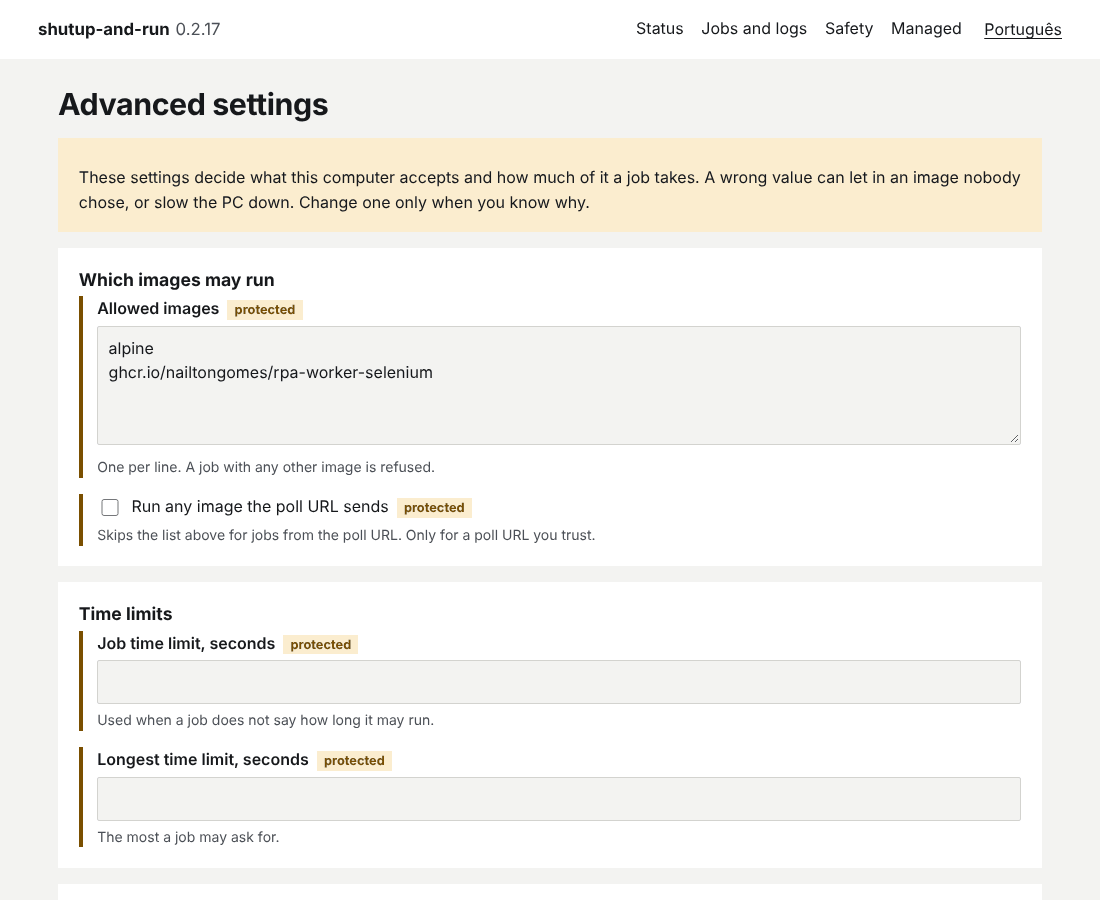 shutup-and-run 0.2.17
Status
Jobs and logs
Safety
Managed
Português
Advanced settings
These settings decide what this computer accepts and how much of it a job takes. A wrong value can let in an image nobody
chose, or slow the PC down. Change one only when you know why.
Which images may run
Allowed images protected
alpine
ghcr.io/nailtongomes/rpa-worker-selenium
One per line. A job with any other image is refused.
Run any image the poll URL sends protected
Skips the list above for jobs from the poll URL. Only for a poll URL you trust.
Time limits
Job time limit, seconds protected
Used when a job does not say how long it may run.
Longest time limit, seconds protected
The most a job may ask for.